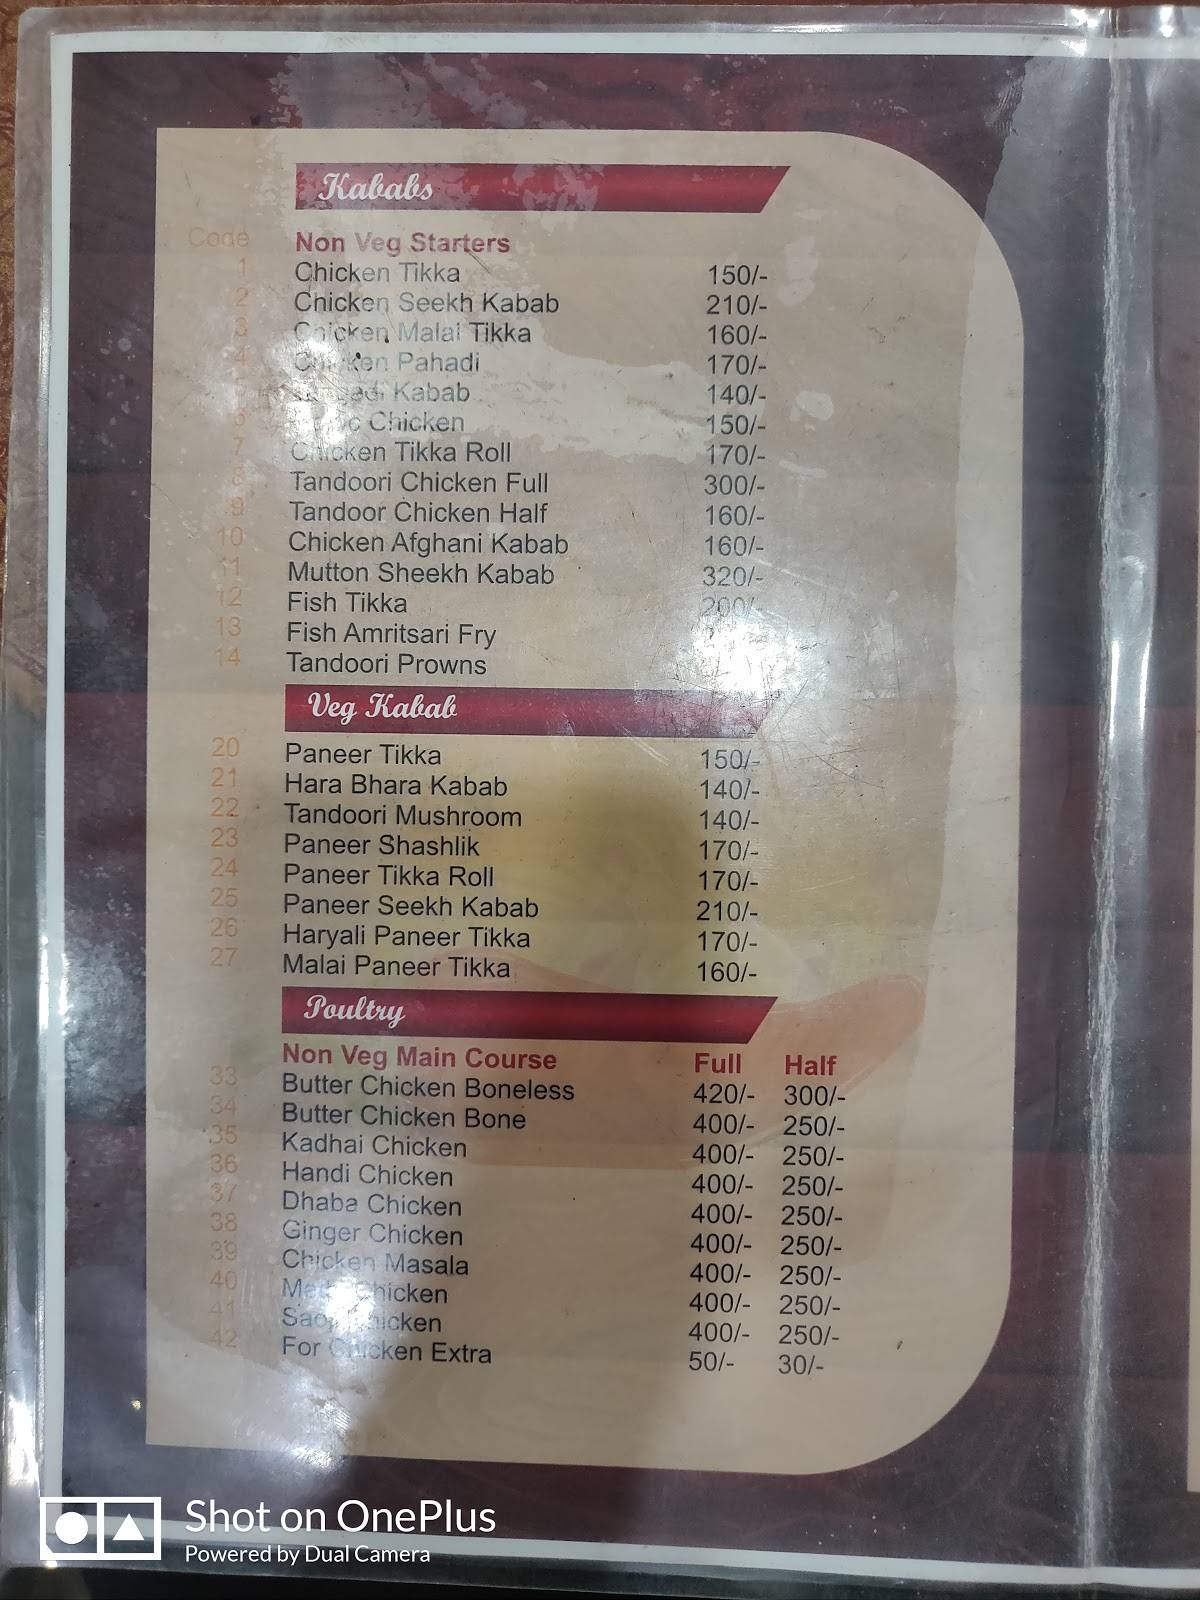 Kababs
Code Non Veg Starters
1 Chicken Tikka 150/-
2 Chicken Seekh Kabab 210/-
3 Chicken Malai Tikka 160/-
4 Chicken Pahadi 170/-
Kabab 140/-
6 Chicken 150/-
7 Chicken Tikka Roll 170/-
8 Tandoori Chicken Full 300/-
9 Tandoor Chicken Half 160/-
10 Chicken Afghani Kabab 160/-
11 Mutton Sheekh Kabab 320/-
12 Fish Tikka 200/-
13 Fish Amritsari Fry
14 Tandoori Prowns
Veg Kabab
20 Paneer Tikka 150/-
21 Hara Bhara Kabab 140/-
22 Tandoori Mushroom 140/-
23 Paneer Shashlik 170/-
24 Paneer Tikka Roll 170/-
25 Paneer Seekh Kabab 210/-
26 Haryali Paneer Tikka 170/-
27 Malai Paneer Tikka 160/-
Poultry
Non Veg Main Course Full Half
33 Butter Chicken Boneless 420/- 300/-
34 Butter Chicken Bone 400/- 250/-
35 Kadhai Chicken 400/- 250/-
36 Handi Chicken 400/- 250/-
37 Dhaba Chicken 400/- 250/-
38 Ginger Chicken 400/- 250/-
39 Chicken Masala 400/- 250/-
40 Chicken 400/- 250/-
41 Chicken 400/- 250/-
42 For Chicken Extra 50/- 30/-
Shot on OnePlus
Powered by Dual Camera